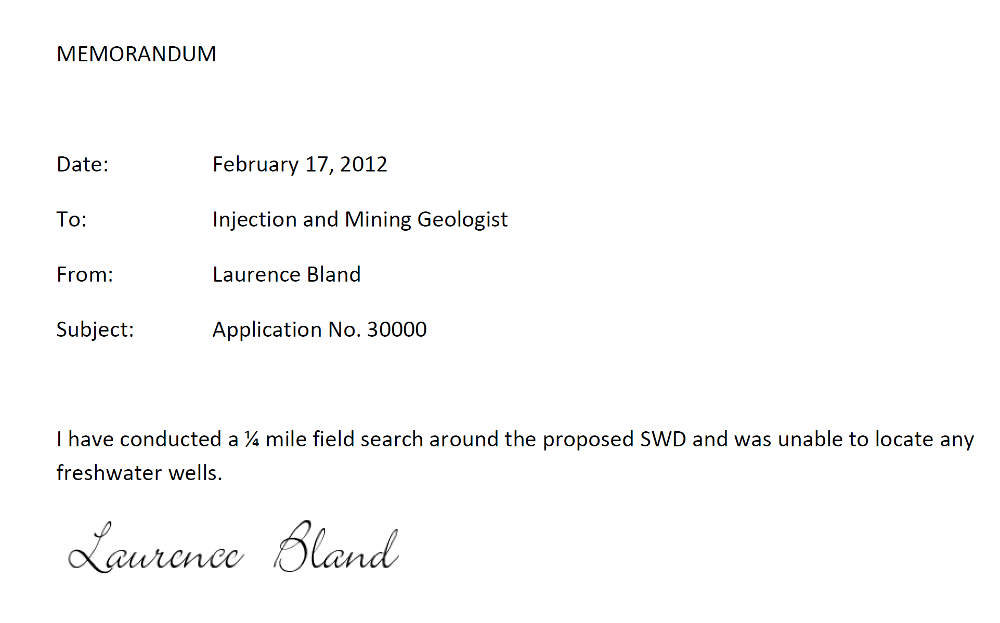 MEMORANDUM
Date: February 17, 2012
To: Injection and Mining Geologist
From: Laurence Bland
Subject: Application No. 30000
I have conducted a ¼ mile field search around the proposed SWD and was unable to locate any
freshwater wells.
Laurence Bland